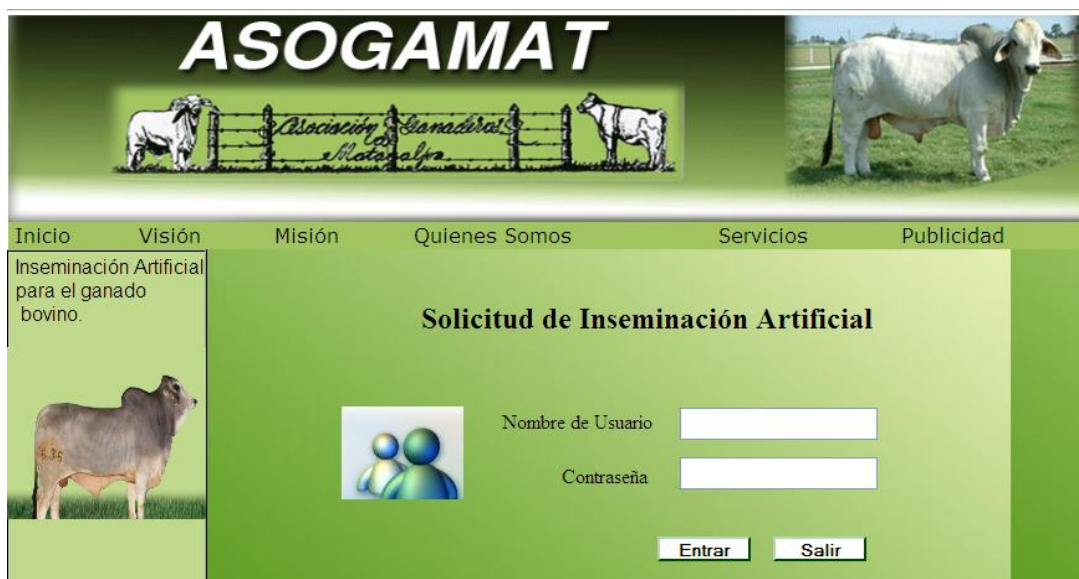 ASOGAMAT
Asociación Ganaderos
de
Matagalpa
Inicio Visión Misión Quienes Somos Servicios Publicidad
Inseminación Artificial
para el ganado
bovino.
Solicitud de Inseminación Artificial
Nombre de Usuario
Contraseña
Entrar Salir